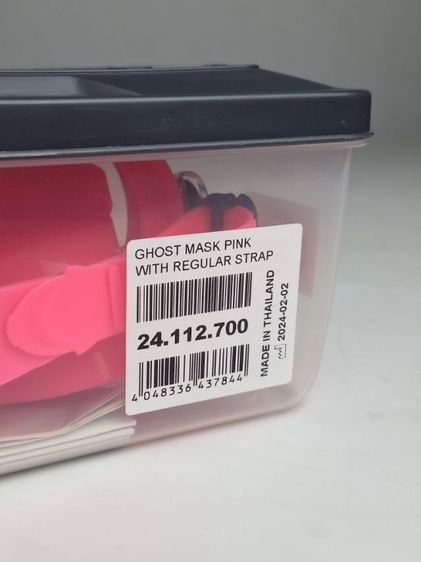 GHOST MASK PINK
WITH REGULAR STRAP
24.112.700
4 048336 437844
MADE IN THAILAND
2024-02-02